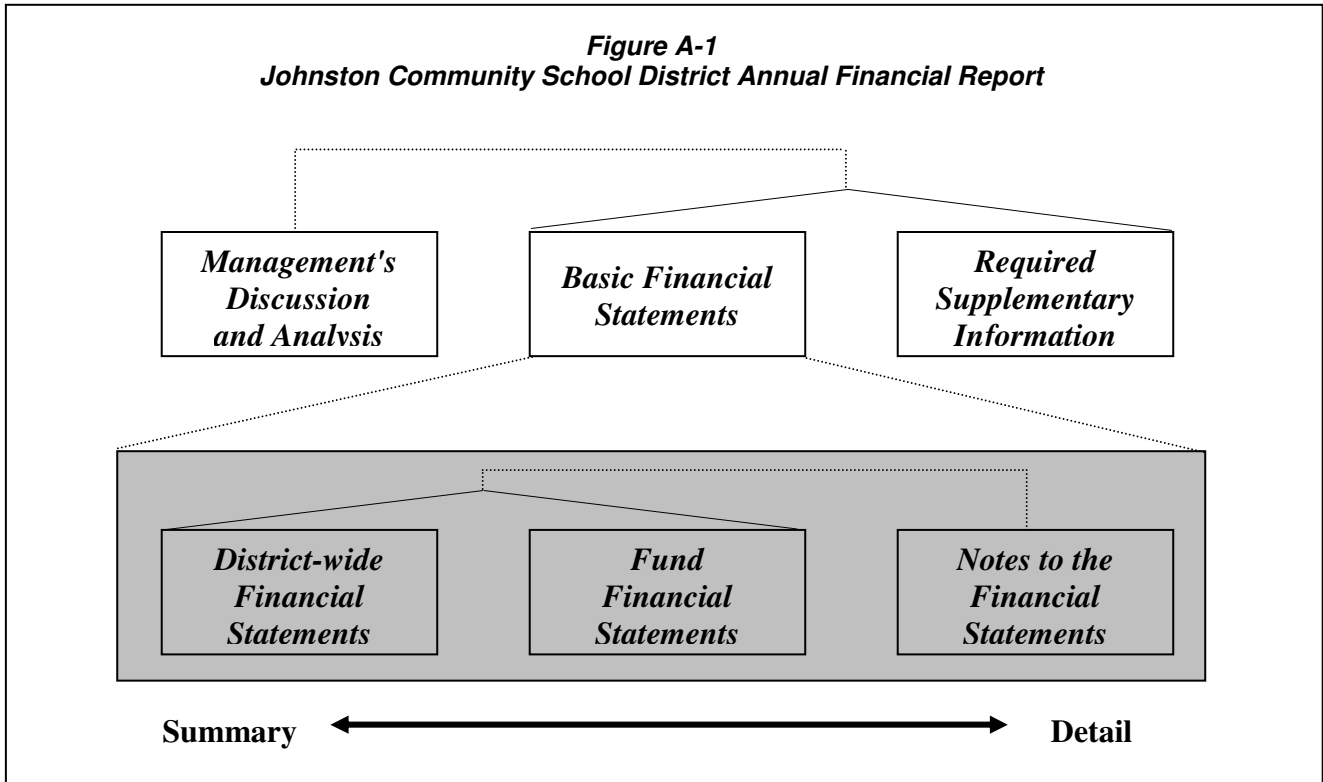 Figure A-1
Johnston Community School District Annual Financial Report
Management's
Discussion
and Analysis
Basic Financial
Statements
Required
Supplementary
Information
District-wide
Financial
Statements
Fund
Financial
Statements
Notes to the
Financial
Statements
Summary
Detail